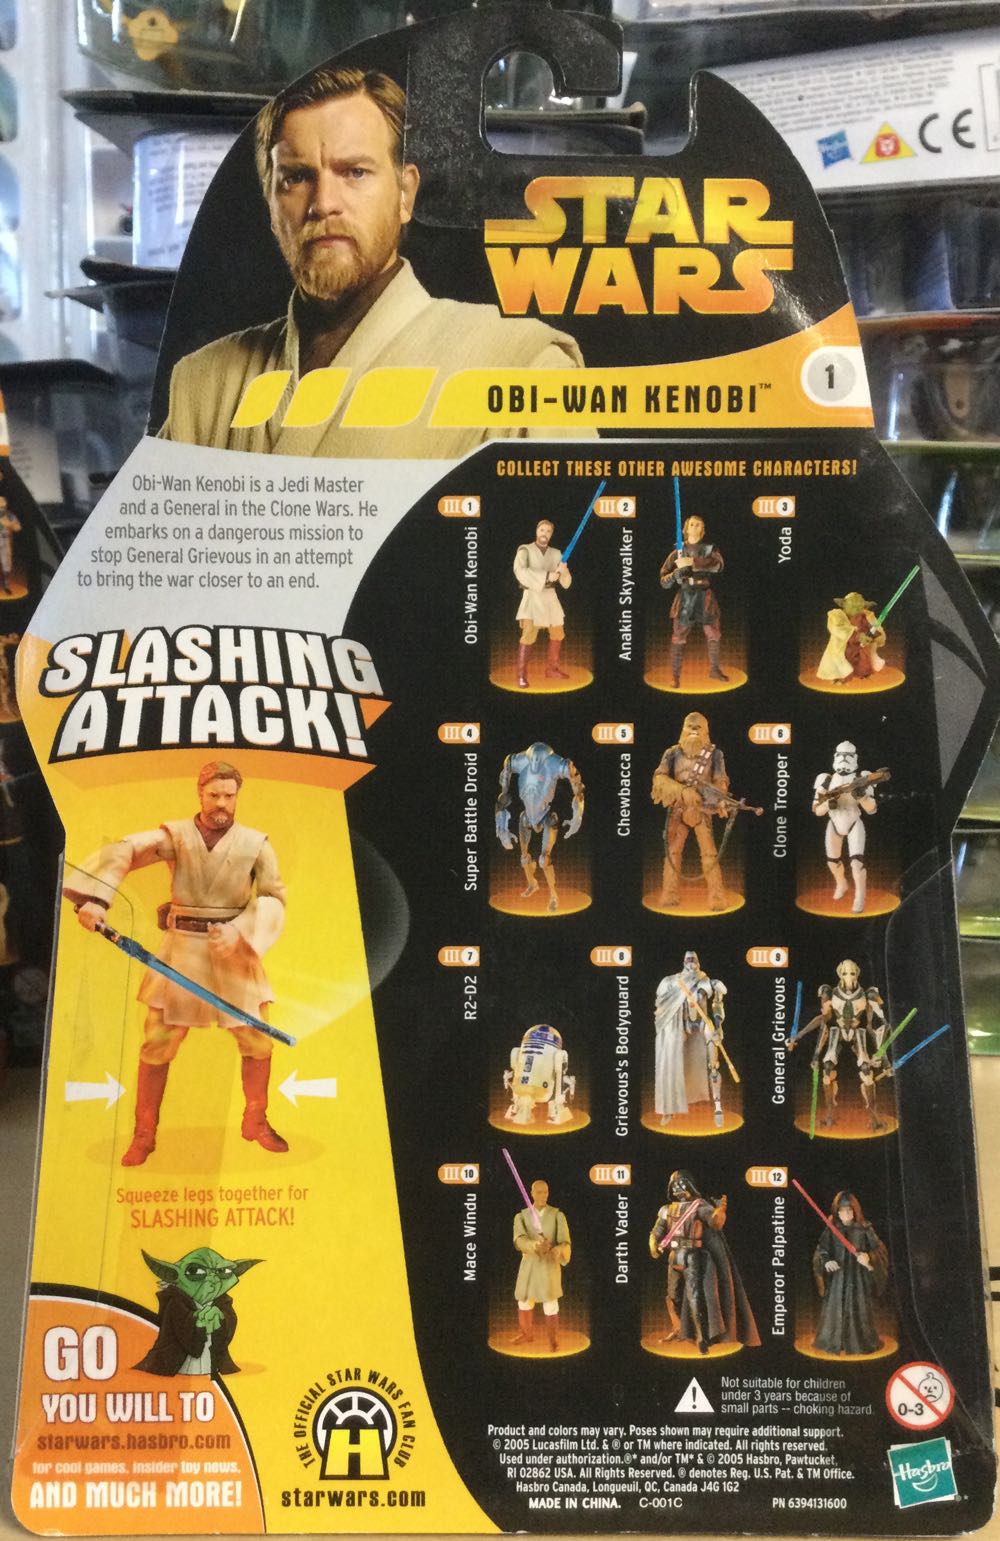 STAR
WARS
OBI-WAN KENOBI™
1
Obi-Wan Kenobi is a Jedi Master
and a General in the Clone Wars. He
embarks on a dangerous mission to
stop General Grievous in an attempt
to bring the war closer to an end.
SLASHING
ATTACK!
Squeeze legs together for
SLASHING ATTACK!
GO
YOU WILL TO
starwars.hasbro.com
for cool games, insider toy news,
AND MUCH MORE!
THE OFFICIAL STAR WARS FAN CLUB
H
starwars.com
COLLECT THESE OTHER AWESOME CHARACTERS!
III 1
Obi-Wan Kenobi
III 2
Anakin Skywalker
III 3
Yoda
III 4
Super Battle Droid
III 5
Chewbacca
III 6
Clone Trooper
III 7
R2-D2
III 8
Grievous's Bodyguard
III 9
General Grievous
III 10
Mace Windu
III 11
Darth Vader
III 12
Emperor Palpatine
Not suitable for children
under 3 years because of
small parts -- choking hazard.
0-3
Product and colors may vary. Poses shown may require additional support.
© 2005 Lucasfilm Ltd. & ® or TM where indicated. All rights reserved.
Used under authorization.®* and/or TM* & © 2005 Hasbro, Pawtucket,
RI 02862 USA. All Rights Reserved. ® denotes Reg. U.S. Pat. & TM Office.
Hasbro Canada, Longueuil, QC, Canada J4G 1G2
MADE IN CHINA. C-001C PN 6394131600
Hasbro
CE